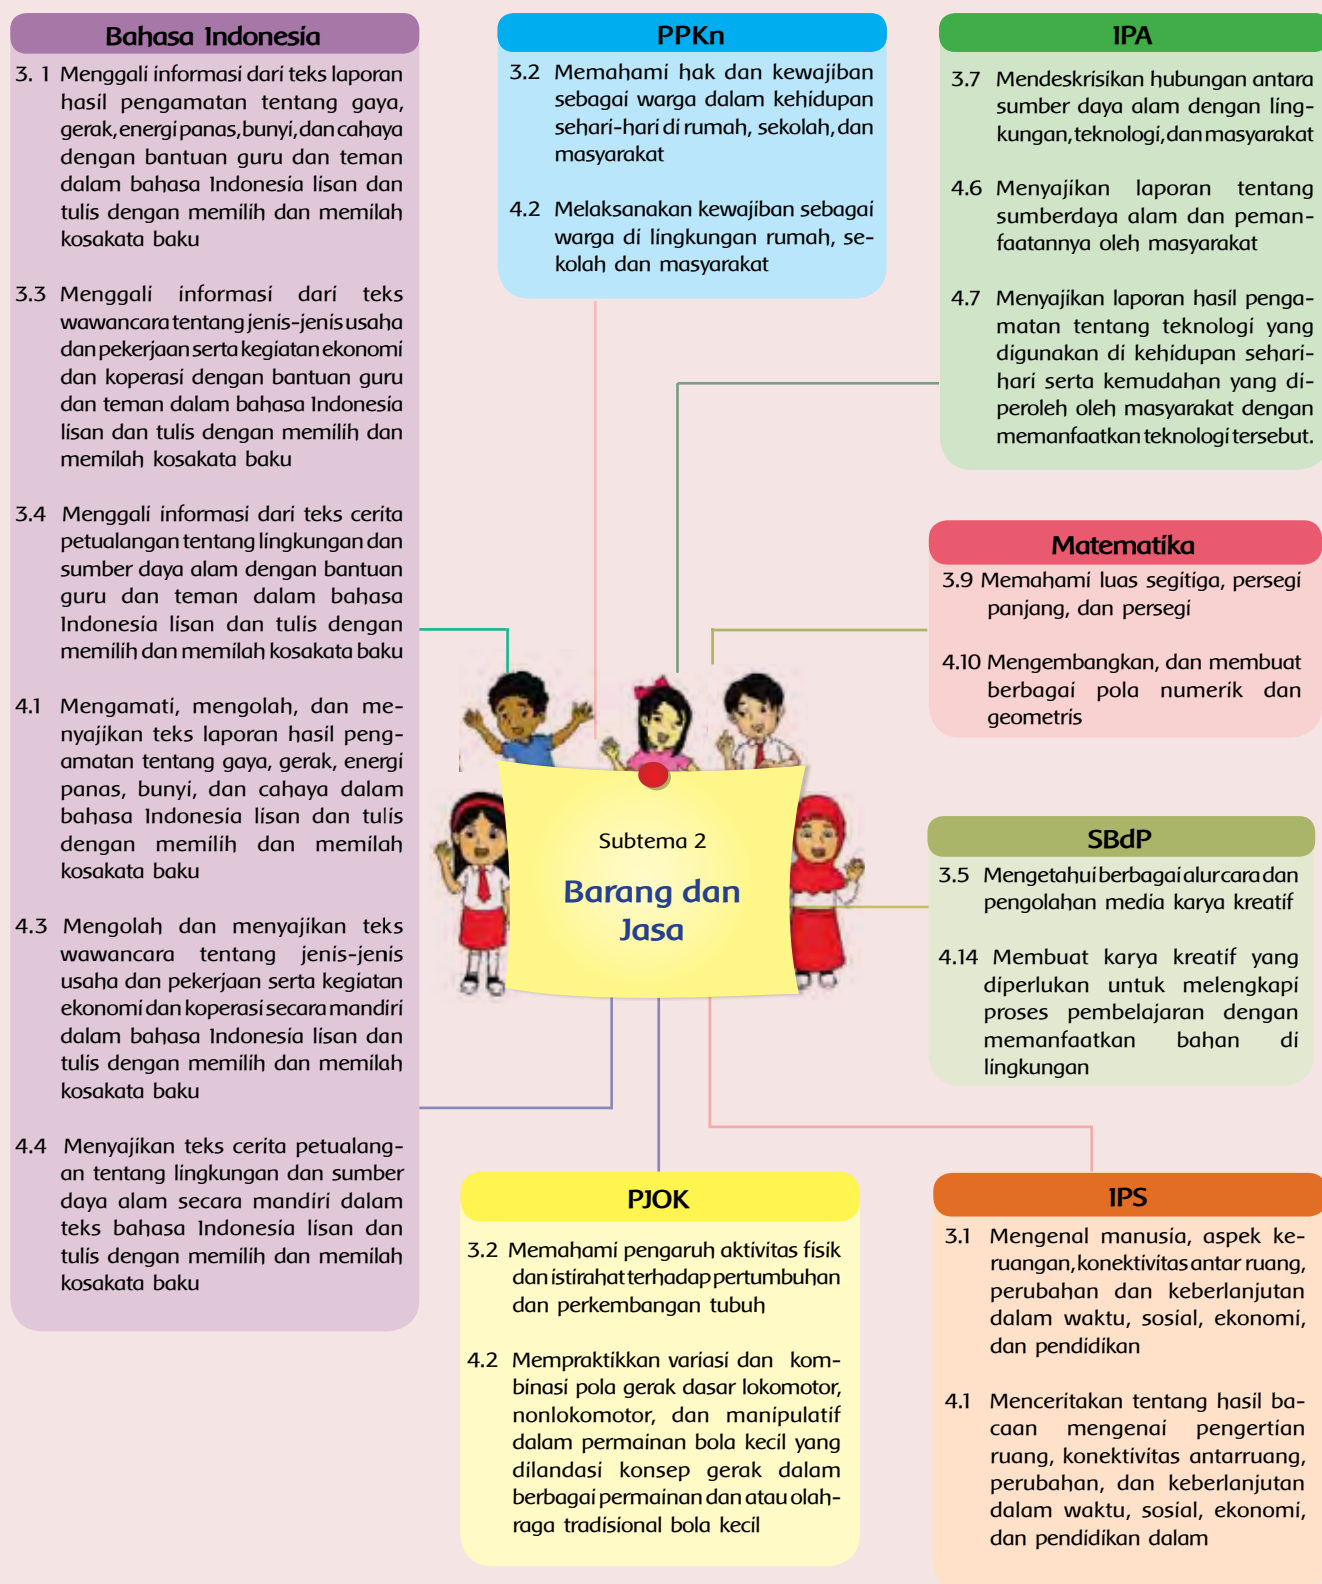 Bahasa Indonesia
3. 1 Menggali informasi dari teks laporan
hasil pengamatan tentang gaya,
gerak, energi panas, bunyi, dan cahaya
dengan bantuan guru dan teman
dalam bahasa Indonesia lisan dan
tulis dengan memilih dan memilah
kosakata baku
3.3 Menggali informasi dari teks
wawancara tentang jenis-jenis usaha
dan pekerjaan serta kegiatan ekonomi
dan koperasi dengan bantuan guru
dan teman dalam bahasa Indonesia
lisan dan tulis dengan memilih dan
memilah kosakata baku
3.4 Menggali informasi dari teks cerita
petualangan tentang lingkungan dan
sumber daya alam dengan bantuan
guru dan teman dalam bahasa
Indonesia lisan dan tulis dengan
memilih dan memilah kosakata baku
4.1 Mengamati, mengolah, dan me-
nyajikan teks laporan hasil peng-
amatan tentang gaya, gerak, energi
panas, bunyi, dan cahaya dalam
bahasa Indonesia lisan dan tulis
dengan memilih dan memilah
kosakata baku
4.3 Mengolah dan menyajikan teks
wawancara tentang jenis-jenis
usaha dan pekerjaan serta kegiatan
ekonomi dan koperasi secara mandiri
dalam bahasa Indonesia lisan dan
tulis dengan memilih dan memilah
kosakata baku
4.4 Menyajikan teks cerita petualang-
an tentang lingkungan dan sumber
daya alam secara mandiri dalam
teks bahasa Indonesia lisan dan
tulis dengan memilih dan memilah
kosakata baku
PPKn
3.2 Memahami hak dan kewajiban
sebagai warga dalam kehidupan
sehari-hari di rumah, sekolah, dan
masyarakat
4.2 Melaksanakan kewajiban sebagai
warga di lingkungan rumah, se-
kolah dan masyarakat
IPA
3.7 Mendeskrisikan hubungan antara
sumber daya alam dengan ling-
kungan, teknologi, dan masyarakat
4.6 Menyajikan laporan tentang
sumberdaya alam dan peman-
faatannya oleh masyarakat
4.7 Menyajikan laporan hasil penga-
matan tentang teknologi yang
digunakan di kehidupan sehari-
hari serta kemudahan yang di-
peroleh oleh masyarakat dengan
memanfaatkan teknologi tersebut.
Matematika
3.9 Memahami luas segitiga, persegi
panjang, dan persegi
4.10 Mengembangkan, dan membuat
berbagai pola numerik dan
geometris
Subtema 2
Barang dan
Jasa
SBdP
3.5 Mengetahui berbagai alur cara dan
pengolahan media karya kreatif
4.14 Membuat karya kreatif yang
diperlukan untuk melengkapi
proses pembelajaran dengan
memanfaatkan bahan di
lingkungan
PJOK
3.2 Memahami pengaruh aktivitas fisik
dan istirahat terhadap pertumbuhan
dan perkembangan tubuh
4.2 Mempraktikkan variasi dan kom-
binasi pola gerak dasar lokomotor,
nonlokomotor, dan manipulatif
dalam permainan bola kecil yang
dilandasi konsep gerak dalam
berbagai permainan dan atau olah-
raga tradisional bola kecil
IPS
3.1 Mengenal manusia, aspek ke-
ruangan, konektivitas antar ruang,
perubahan dan keberlanjutan
dalam waktu, sosial, ekonomi,
dan pendidikan
4.1 Menceritakan tentang hasil ba-
caan mengenai pengertian
ruang, konektivitas antarruang,
perubahan, dan keberlanjutan
dalam waktu, sosial, ekonomi,
dan pendidikan dalam